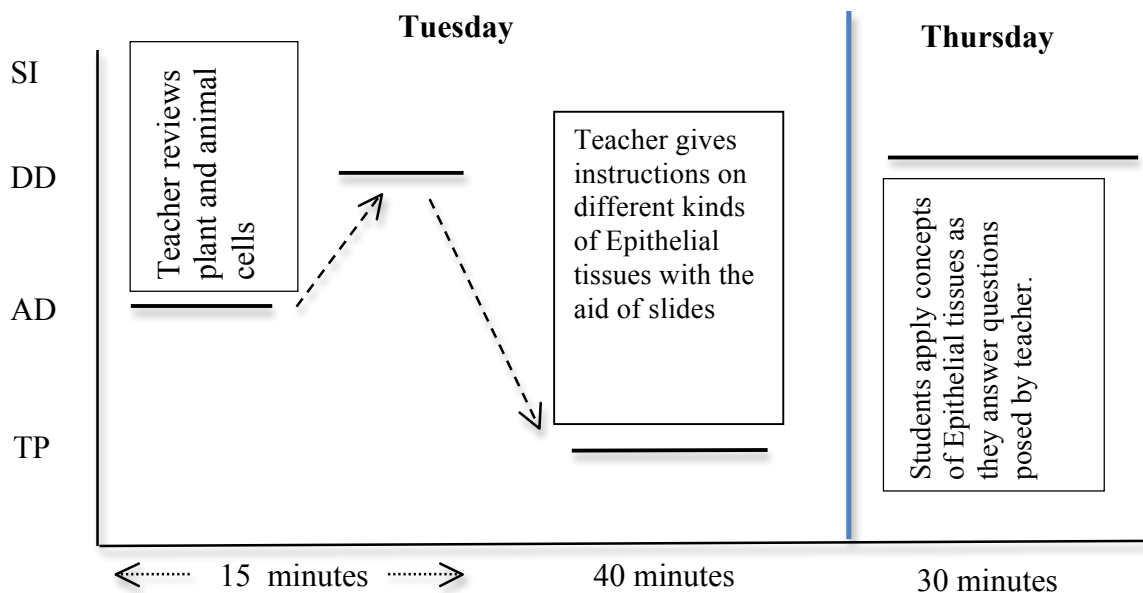 Tuesday
Thursday
SI
DD
AD
TP
Teacher reviews
plant and animal
cells
Teacher gives
instructions on
different kinds
of Epithelial
tissues with the
aid of slides
Students apply concepts
of Epithelial tissues as
they answer questions
posed by teacher.
15 minutes
40 minutes
30 minutes